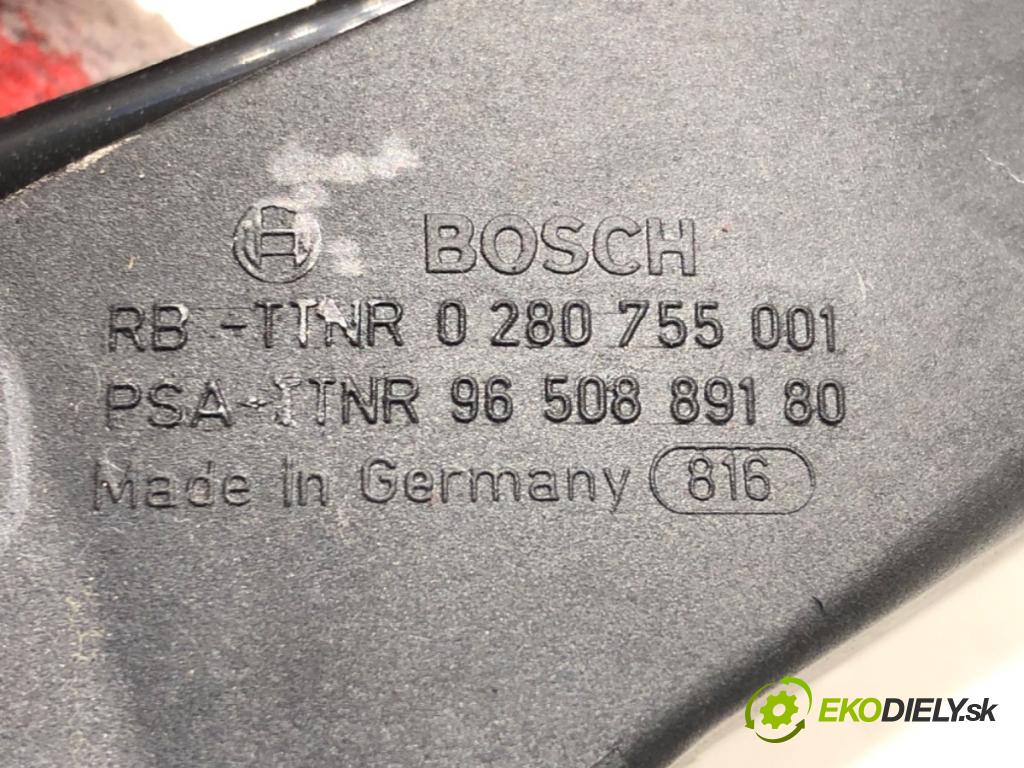 BOSCH
RB-TTNR 0 280 755 001
PSA-TTNR 96 508 891 80
Made in Germany 816
EKODIELY.sk